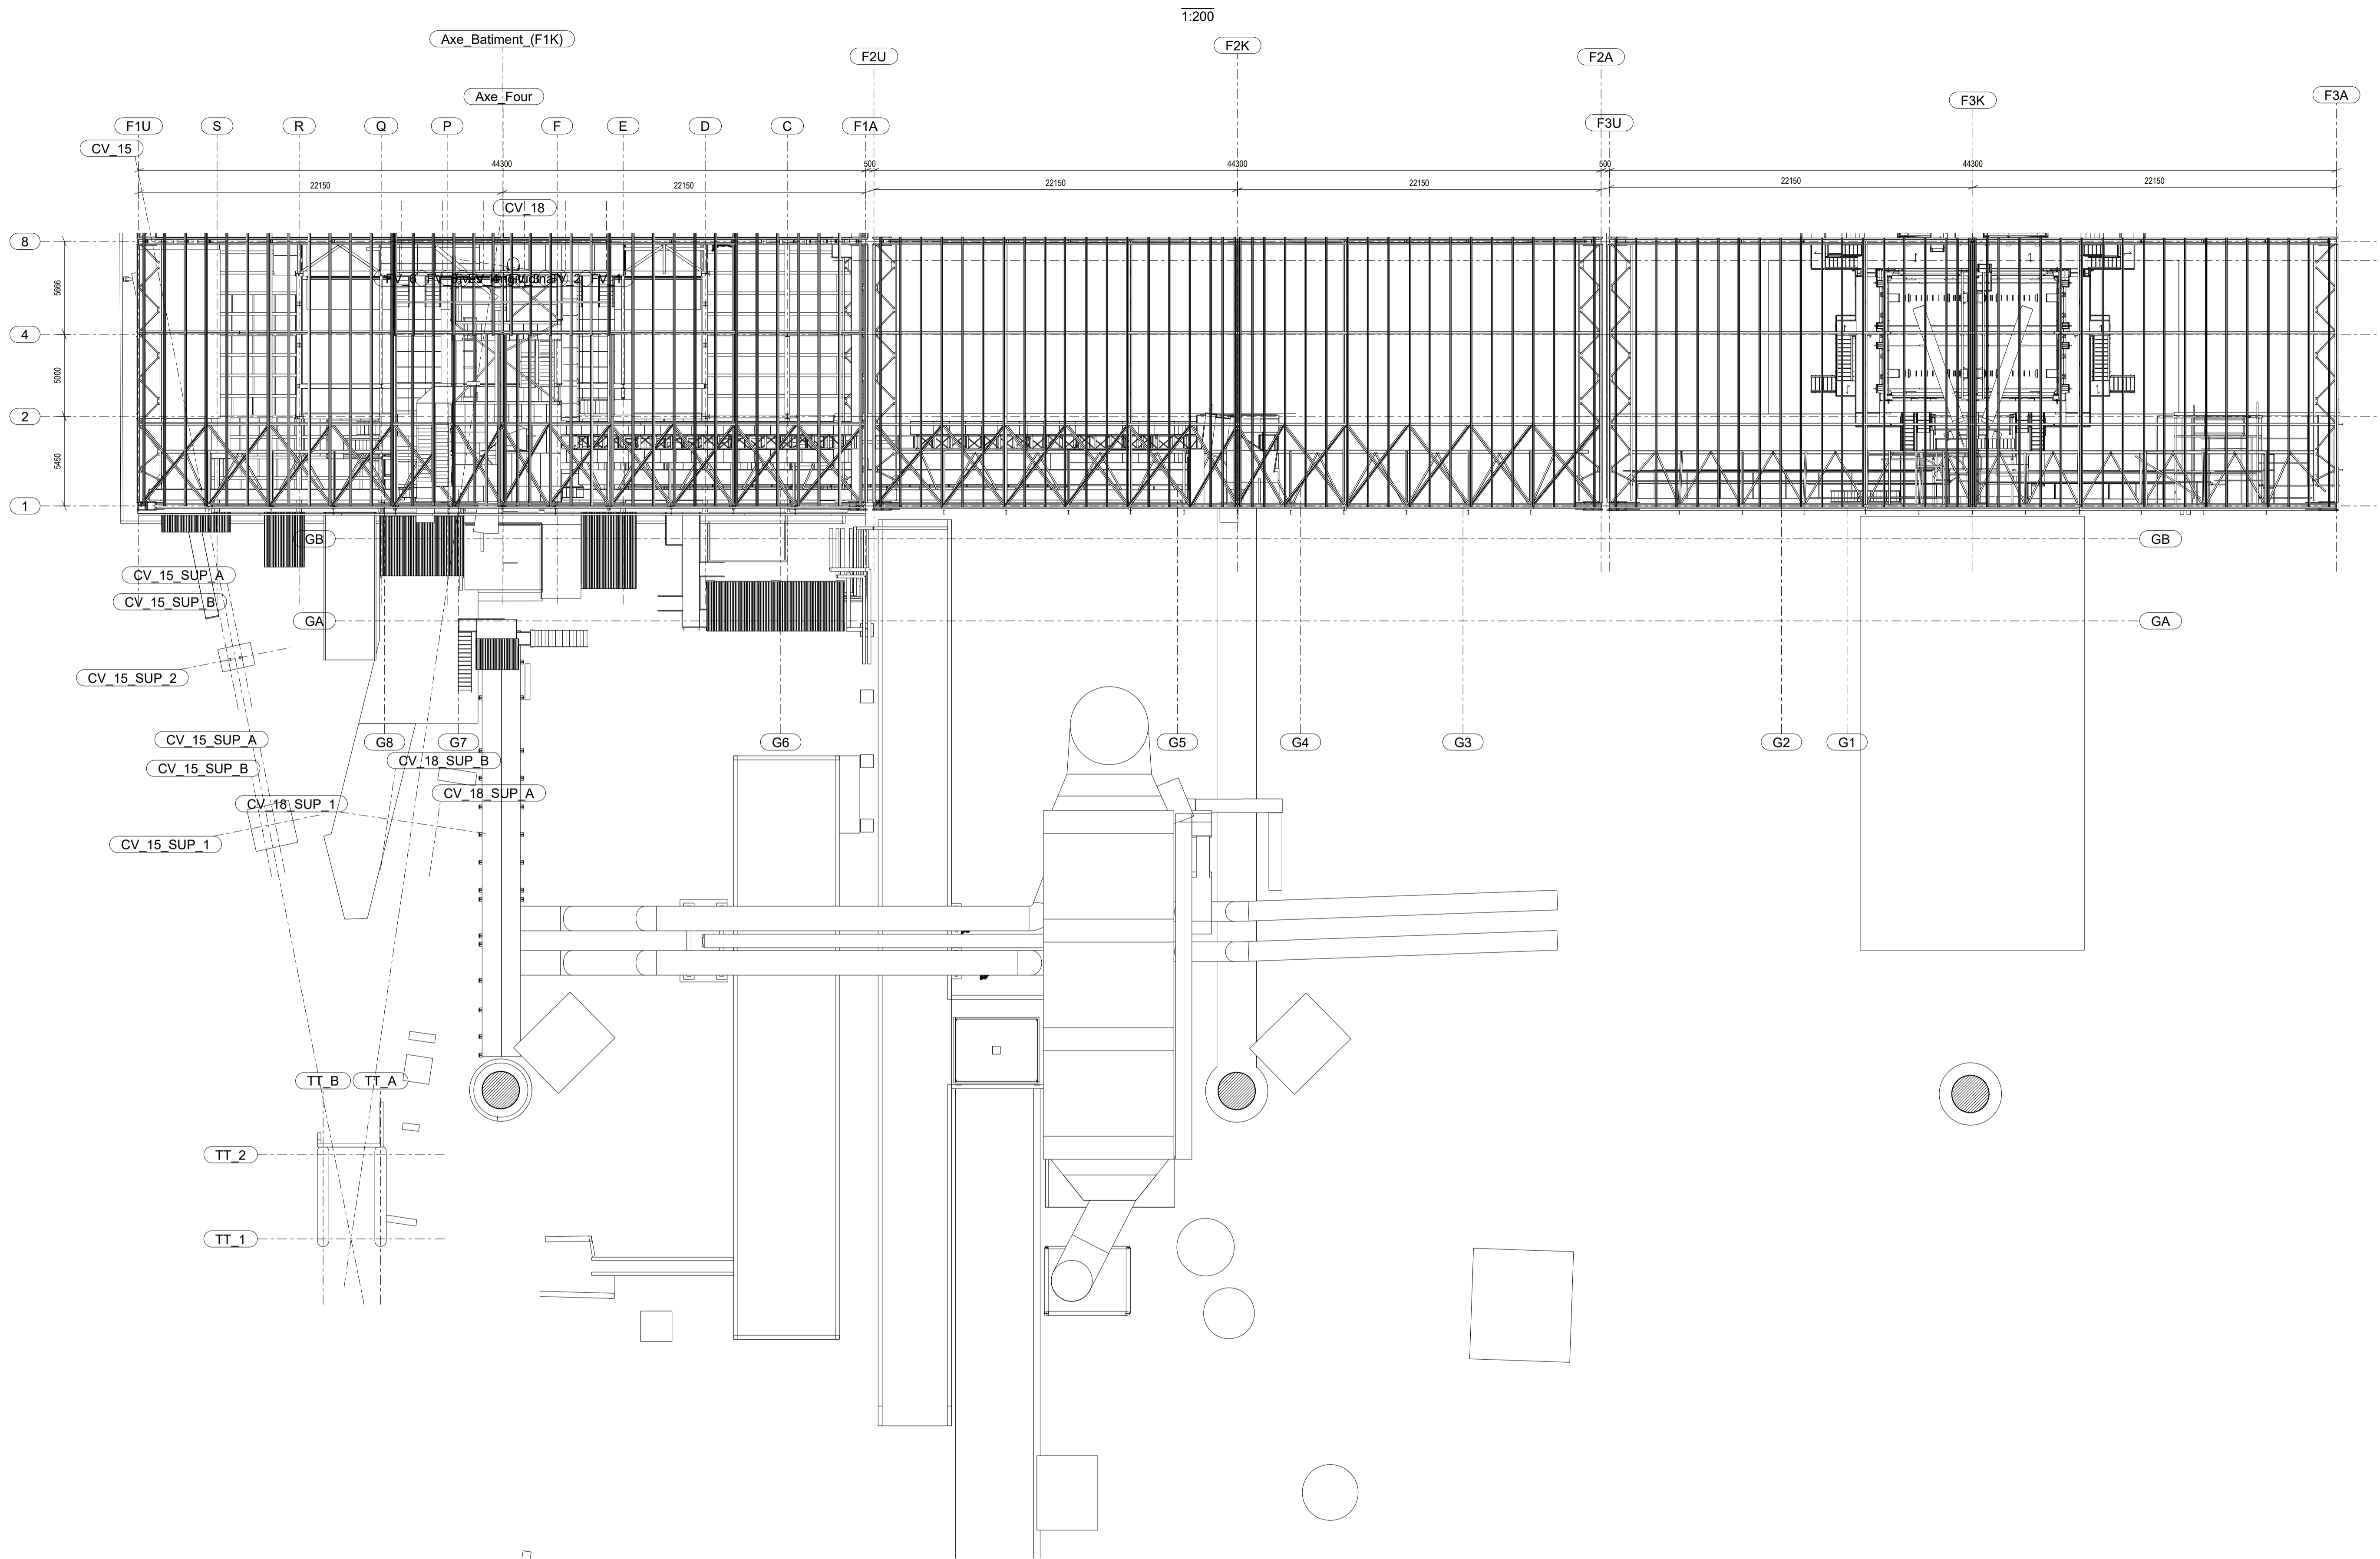 1:200
Axe_Batiment_(F1K)
F2U
F2K
F2A
F3K
F3A
Axe_Four
F1U
S
R
Q
P
F
E
D
C
F1A
F3U
CV_15
44300
500
44300
500
44300
22150
22150
22150
22150
22150
22150
CV_18
8
FV_6
FV_2
FV_1
5666
4
5000
2
5450
1
GB
GB
CV_15_SUP_A
CV_15_SUP_B
GA
GA
CV_15_SUP_2
CV_15_SUP_A
G8
G7
G6
G5
G4
G3
G2
G1
CV_18_SUP_B
CV_15_SUP_B
CV_18_SUP_A
CV_18_SUP_1
CV_15_SUP_1
TT_B
TT_A
TT_2
TT_1